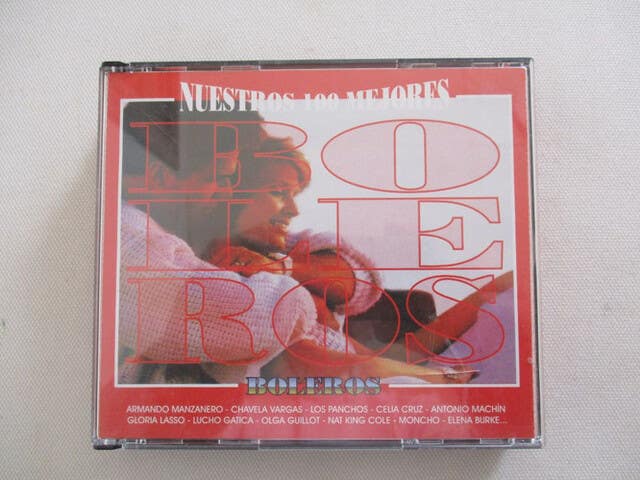 NUESTROS 100 MEJORES
BO
LE
ROS
BOLEROS
ARMANDO MANZANERO - CHAVELA VARGAS - LOS PANCHOS - CELIA CRUZ - ANTONIO MACHÍN
GLORIA LASSO - LUCHO GATICA - OLGA GUILLOT - NAT KING COLE - MONCHO - ELENA BURKE...